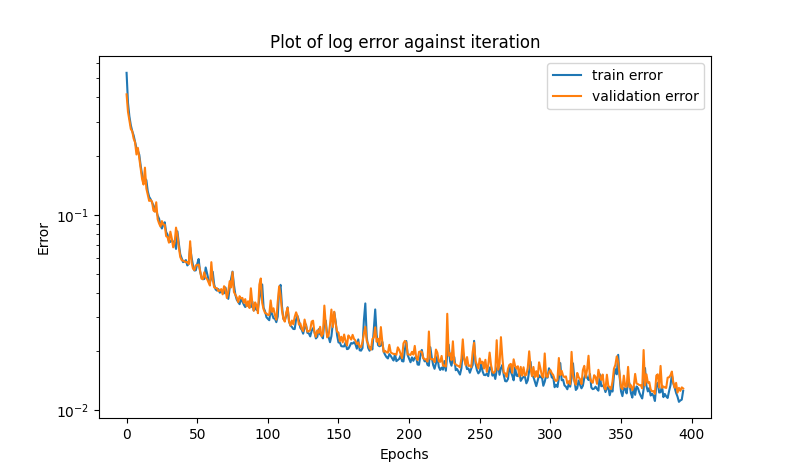 Plot of log error against iteration
train error
validation error
Error
10⁻¹
10⁻²
0 50 100 150 200 250 300 350 400
Epochs